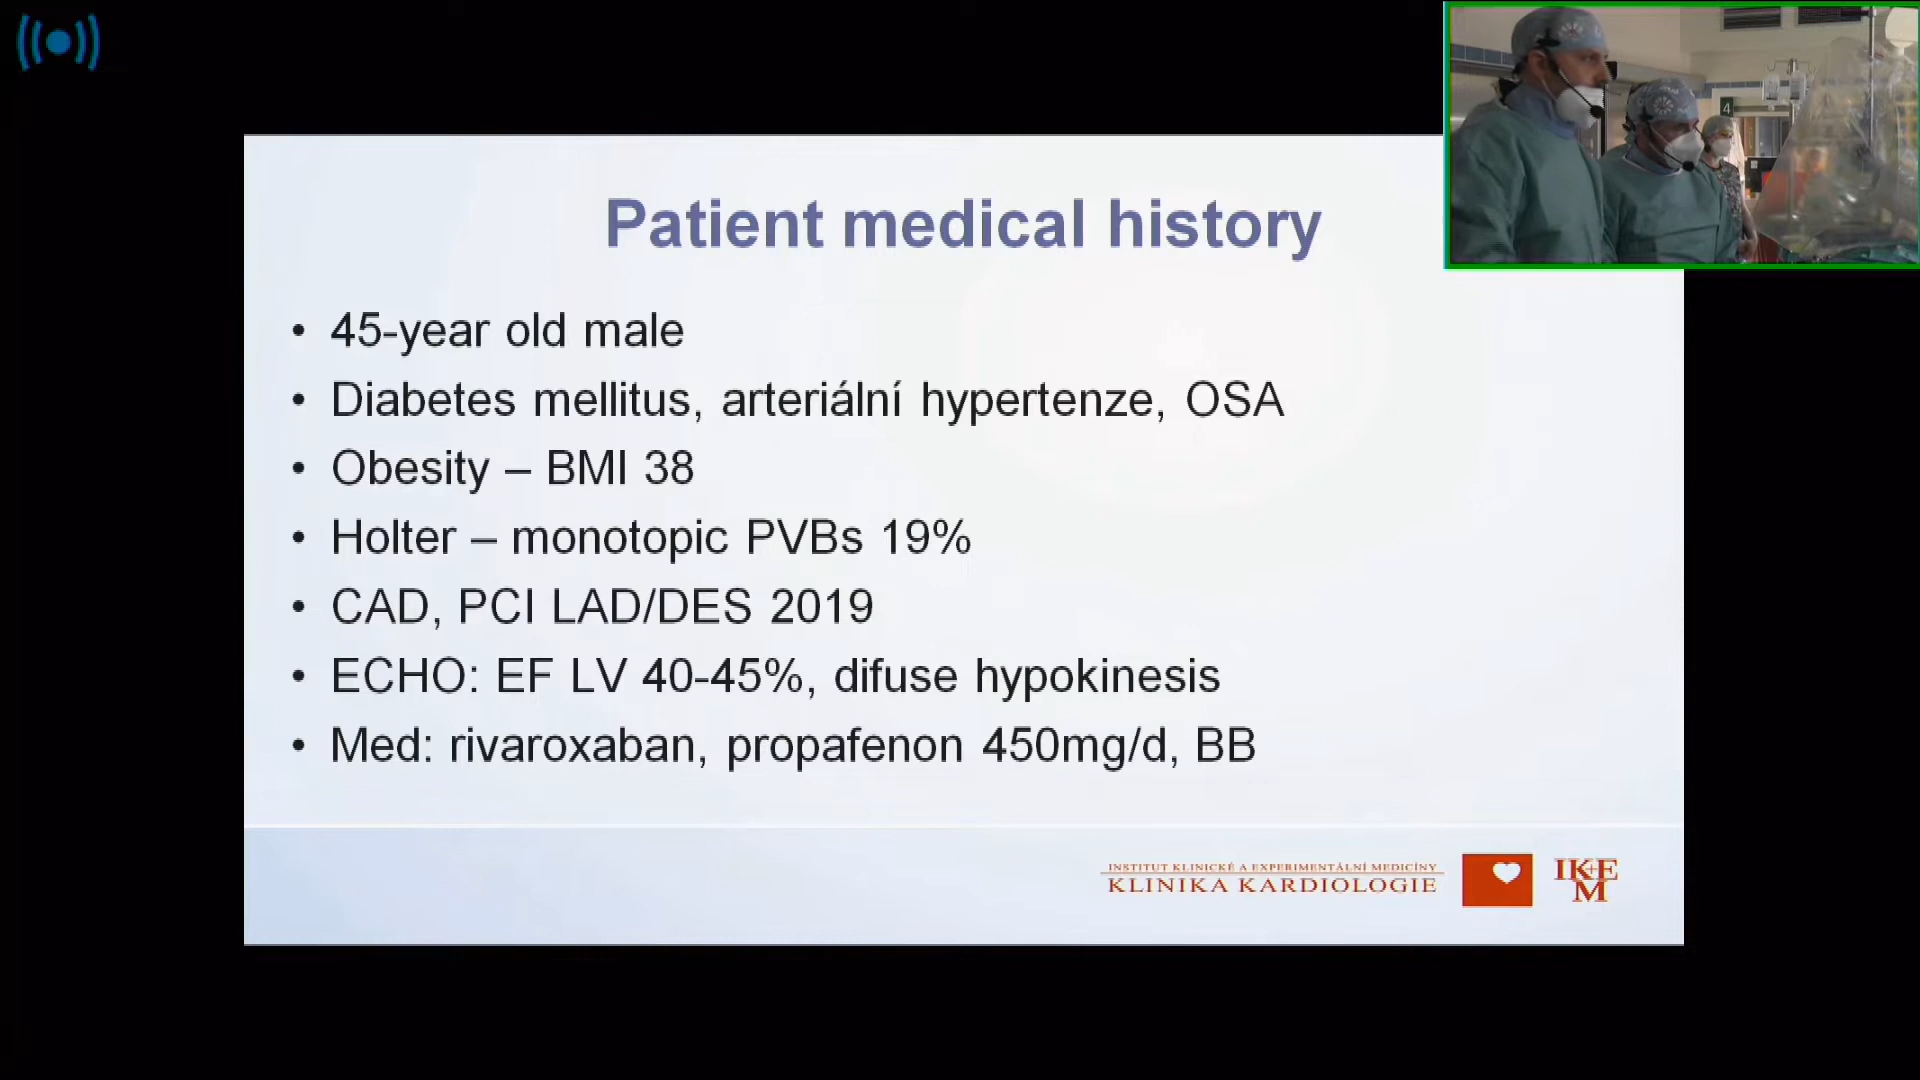 Patient medical history
• 45-year old male
• Diabetes mellitus, arteriální hypertenze, OSA
• Obesity – BMI 38
• Holter – monotopic PVBs 19%
• CAD, PCI LAD/DES 2019
• ECHO: EF LV 40-45%, difuse hypokinesis
• Med: rivaroxaban, propafenon 450mg/d, BB
INSTITUT KLINICKÉ A EXPERIMENTÁLNÍ MEDICÍNY
KLINIKA KARDIOLOGIE
IKEM
4